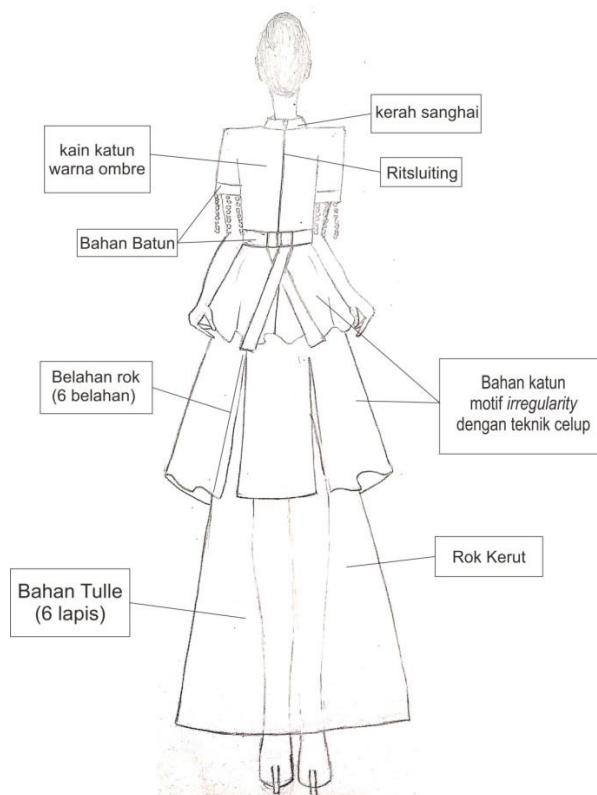 kerah sanghai
kain katun
warna ombre
Ritsluiting
Bahan Batun
Belahan rok
(6 belahan)
Bahan katun
motif irregularity
dengan teknik celup
Rok Kerut
Bahan Tulle
(6 lapis)